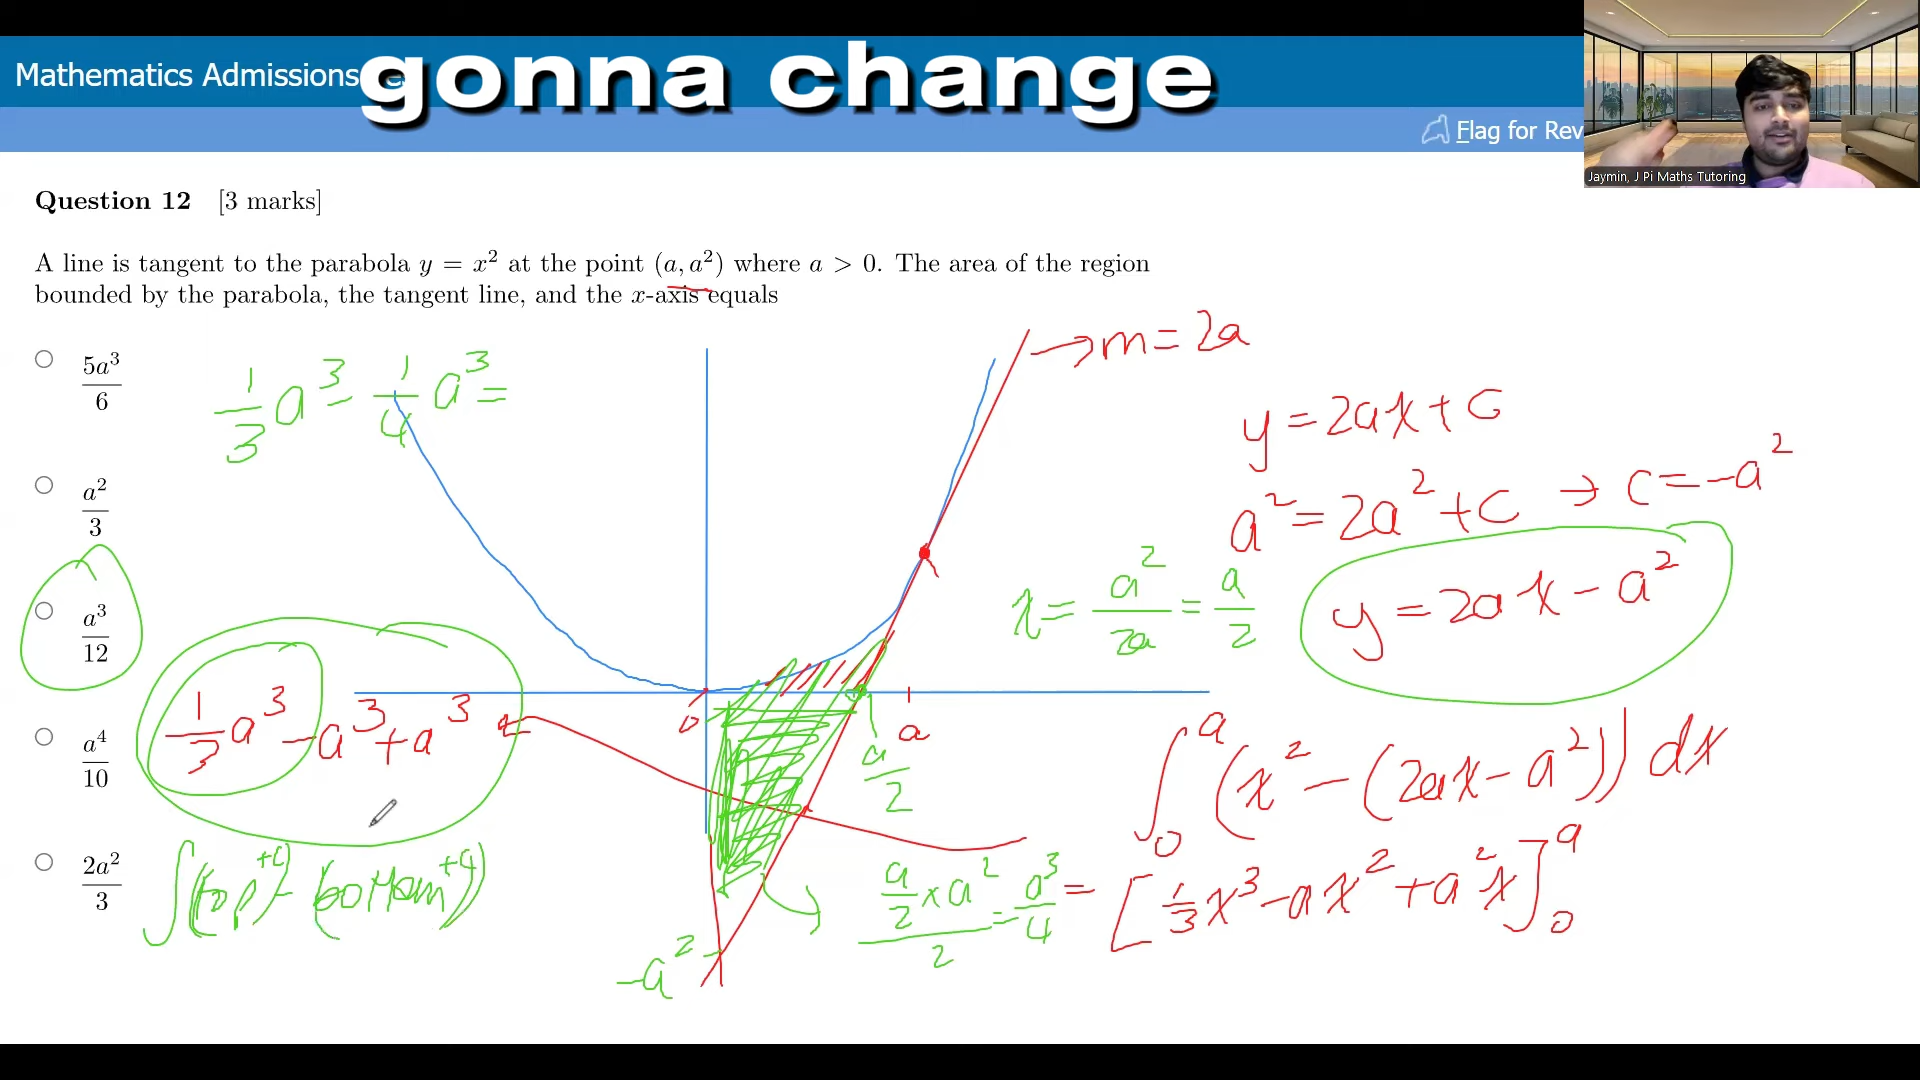 Mathematics Admissions
gonna change
Flag for Rev
Jaymin, J Pi Maths Tutoring
Question 12 [3 marks]
A line is tangent to the parabola y = x² at the point (a, a²) where a > 0. The area of the region
bounded by the parabola, the tangent line, and the x-axis equals
5a³/6
a²/3
a³/12
a⁴/10
2a²/3
1/3 a³ - 1/4 a³ =
→ m = 2a
y = 2ax + c
a² = 2a² + c → c = -a²
y = 2ax - a²
x = a²/2a = a/2
0
a/2
a
-a²
1/3 a³ - a³ + a³
∫₀ᵃ (x² - (2ax - a²)) dx
= [1/3 x³ - ax² + a²x]₀ᵃ
(a/2 × a²)/2 = a³/4
∫(top+4) - (bottom+4)